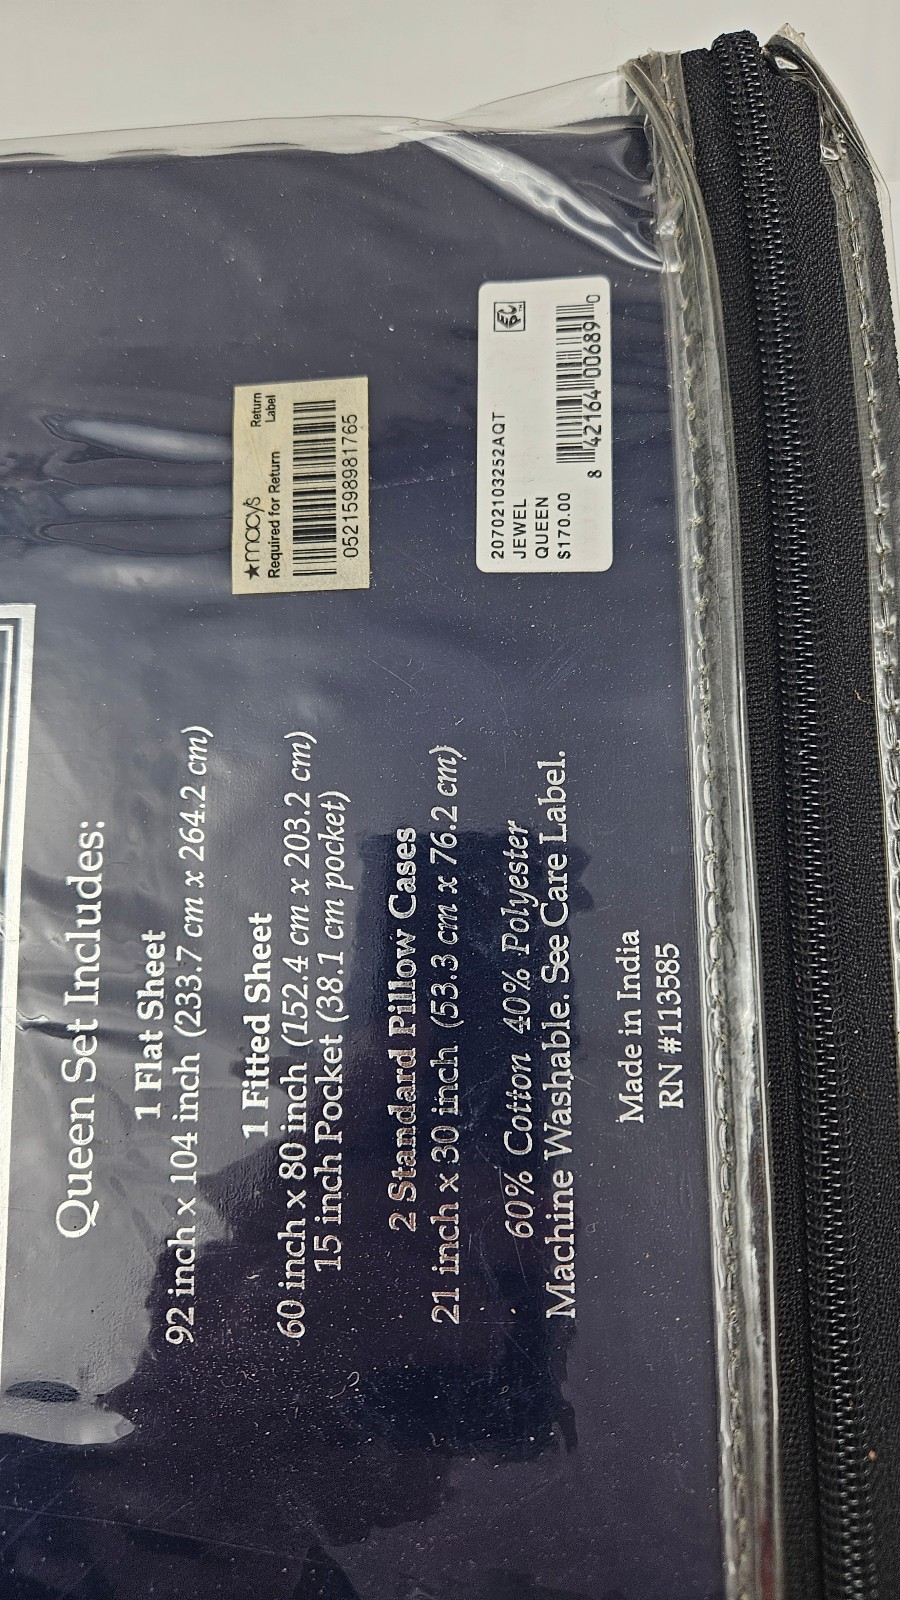 Queen Set Includes:
1 Flat Sheet
92 inch x 104 inch (233.7 cm x 264.2 cm)
1 Fitted Sheet
60 inch x 80 inch (152.4 cm x 203.2 cm)
15 inch Pocket (38.1 cm pocket)
2 Standard Pillow Cases
21 inch x 30 inch (53.3 cm x 76.2 cm)
60% Cotton 40% Polyester
Machine Washable. See Care Label.
Made in India
RN #113585
★macy's
Required for Return
Return
Label
0521598981765
20702103252AQT
JEWEL
QUEEN
$170.00
8 42164 00689 0